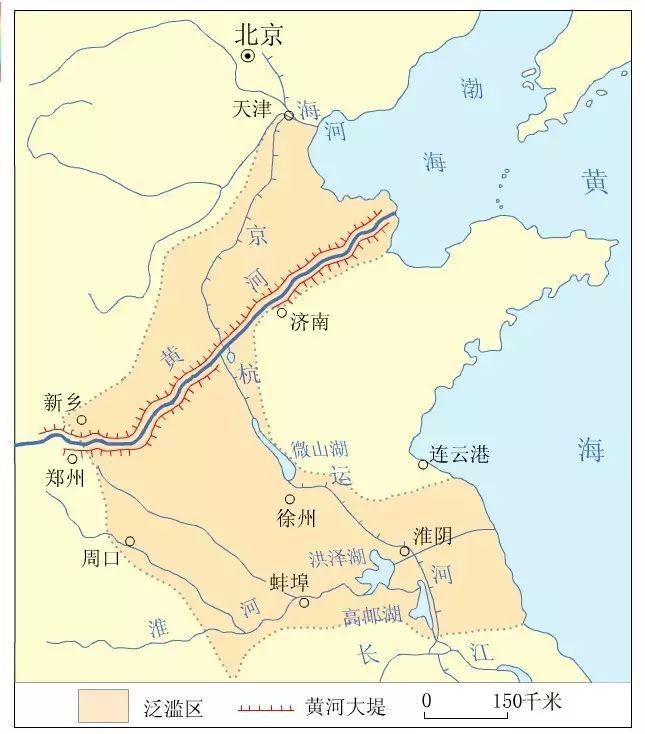 北京
天津
海
河
渤
海
黄
海
京
杭
运
河
黄
河
济南
新乡
郑州
微山湖
连云港
徐州
淮阴
周口
洪泽湖
蚌埠
淮
河
高邮湖
长
江
泛滥区
黄河大堤
0
150千米